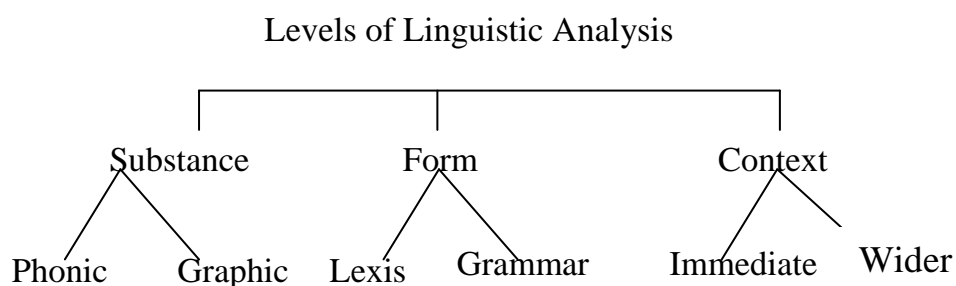 Levels of Linguistic Analysis
Substance Form Context
Phonic Graphic Lexis Grammar Immediate Wider